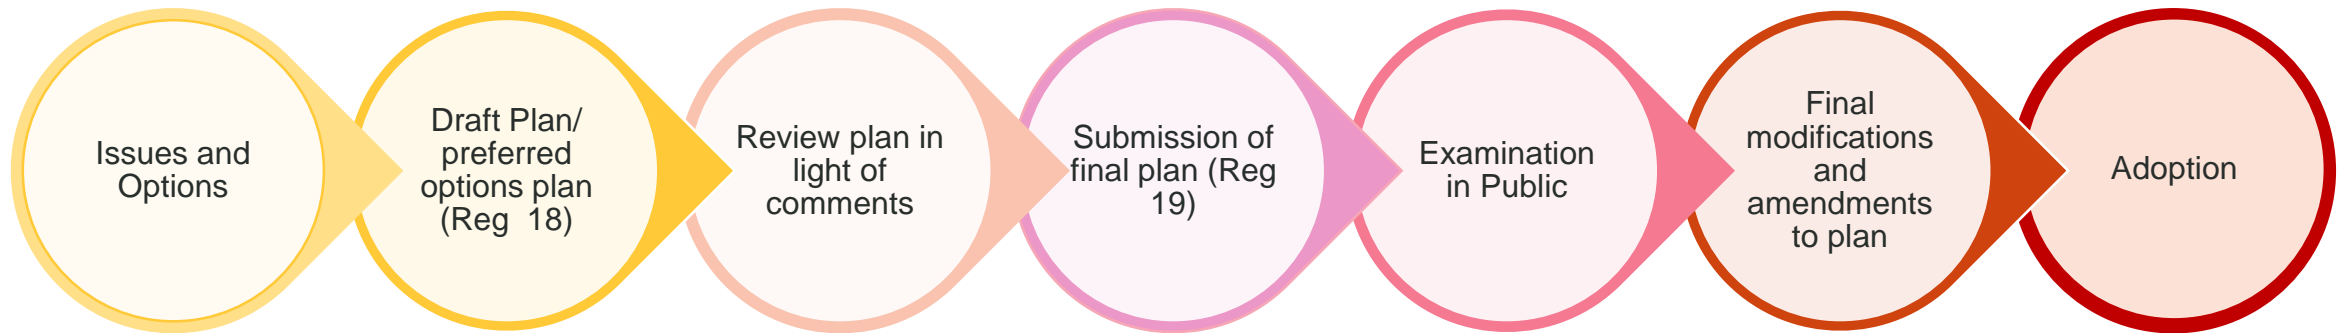 Issues and
Options
Draft Plan/
preferred
options plan
(Reg  18)
Review plan in
light of
comments
Submission of
final plan (Reg
19)
Examination
in Public
Final
modifications
and
amendments
to plan
Adoption